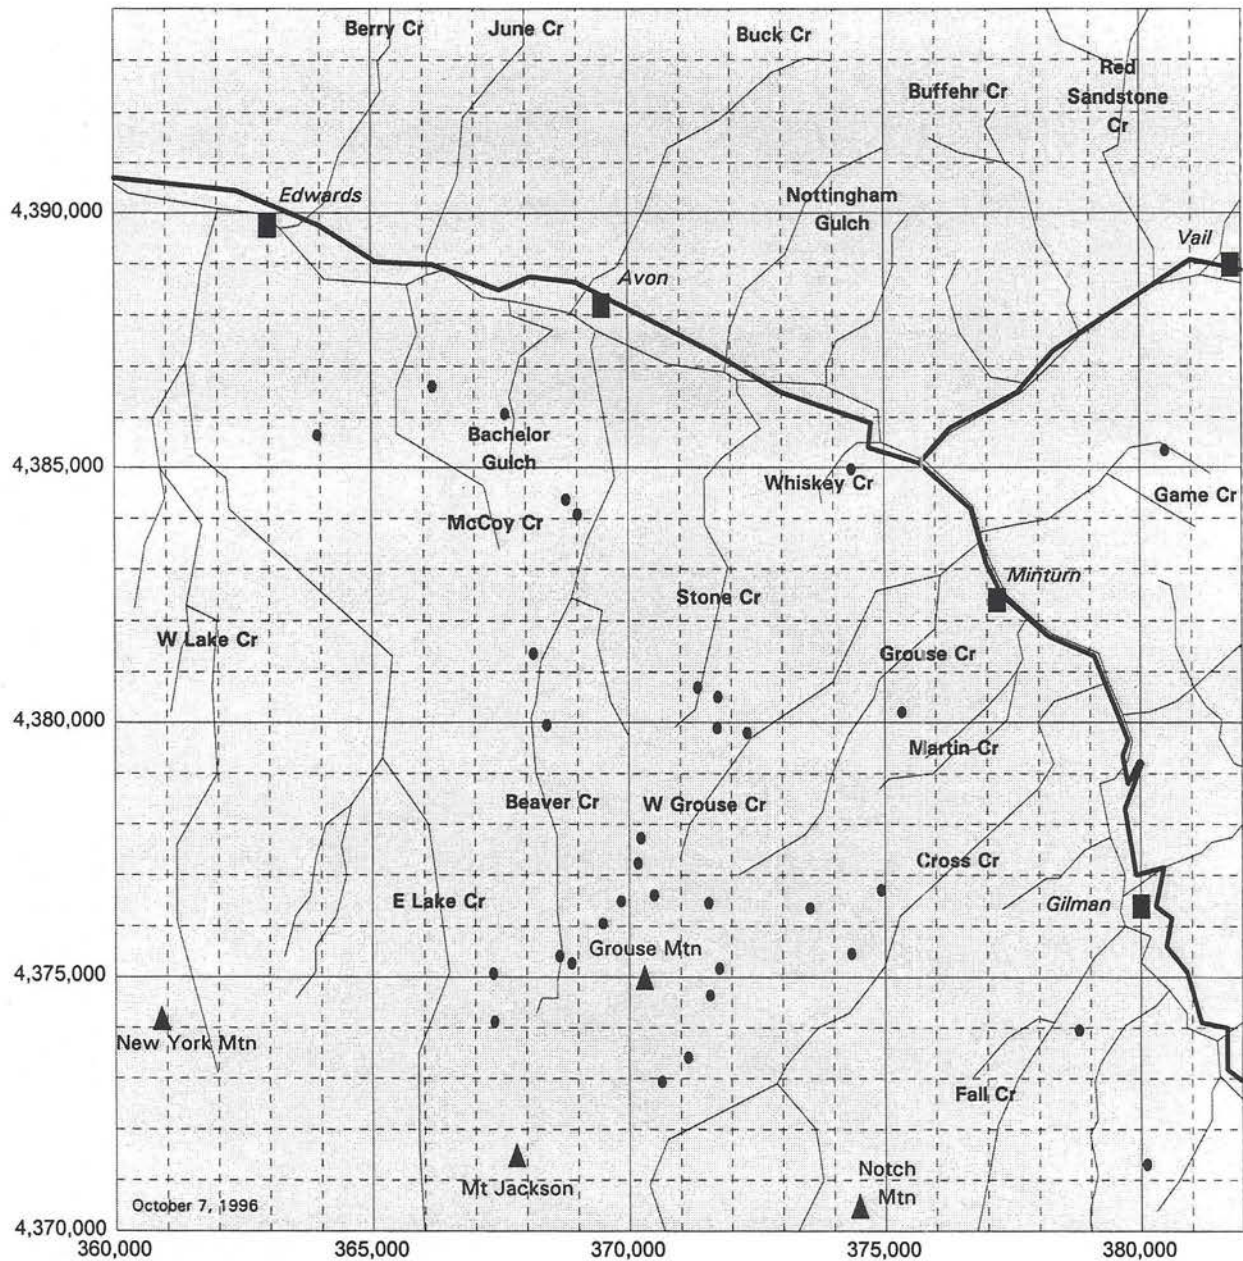 Berry Cr
June Cr
Buck Cr
Red
Sandstone
Cr
Buffehr Cr
Edwards
Nottingham
Gulch
4,390,000
Vail
Avon
Bachelor
Gulch
4,385,000
Whiskey Cr
Game Cr
McCoy Cr
Minturn
Stone Cr
W Lake Cr
Grouse Cr
4,380,000
Martin Cr
Beaver Cr
W Grouse Cr
Cross Cr
E Lake Cr
Gilman
Grouse Mtn
4,375,000
New York Mtn
Fall Cr
Notch
Mtn
Mt Jackson
October 7, 1996
4,370,000
360,000
365,000
370,000
375,000
380,000